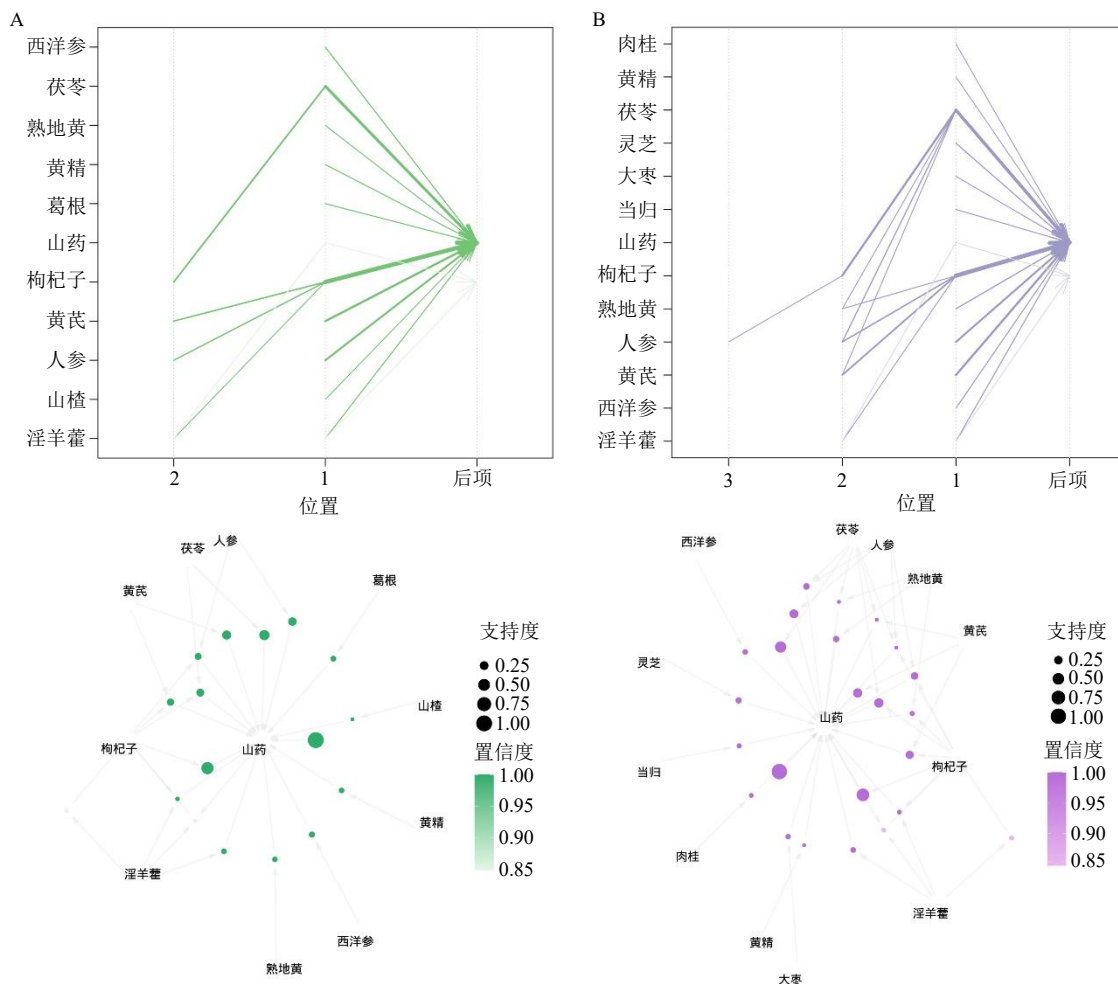 A
西洋参
茯苓
熟地黄
黄精
葛根
山药
枸杞子
黄芪
人参
山楂
淫羊藿
2
1
后项
位置
B
肉桂
黄精
茯苓
灵芝
大枣
当归
山药
枸杞子
熟地黄
人参
黄芪
西洋参
淫羊藿
3
2
1
后项
位置
人参
茯苓
黄芪
葛根
山楂
枸杞子
山药
黄精
淫羊藿
西洋参
熟地黄
支持度
0.25
0.50
0.75
1.00
置信度
1.00
0.95
0.90
0.85
茯苓
西洋参
人参
熟地黄
黄芪
灵芝
山药
当归
枸杞子
肉桂
淫羊藿
黄精
大枣
支持度
0.25
0.50
0.75
1.00
置信度
1.00
0.95
0.90
0.85